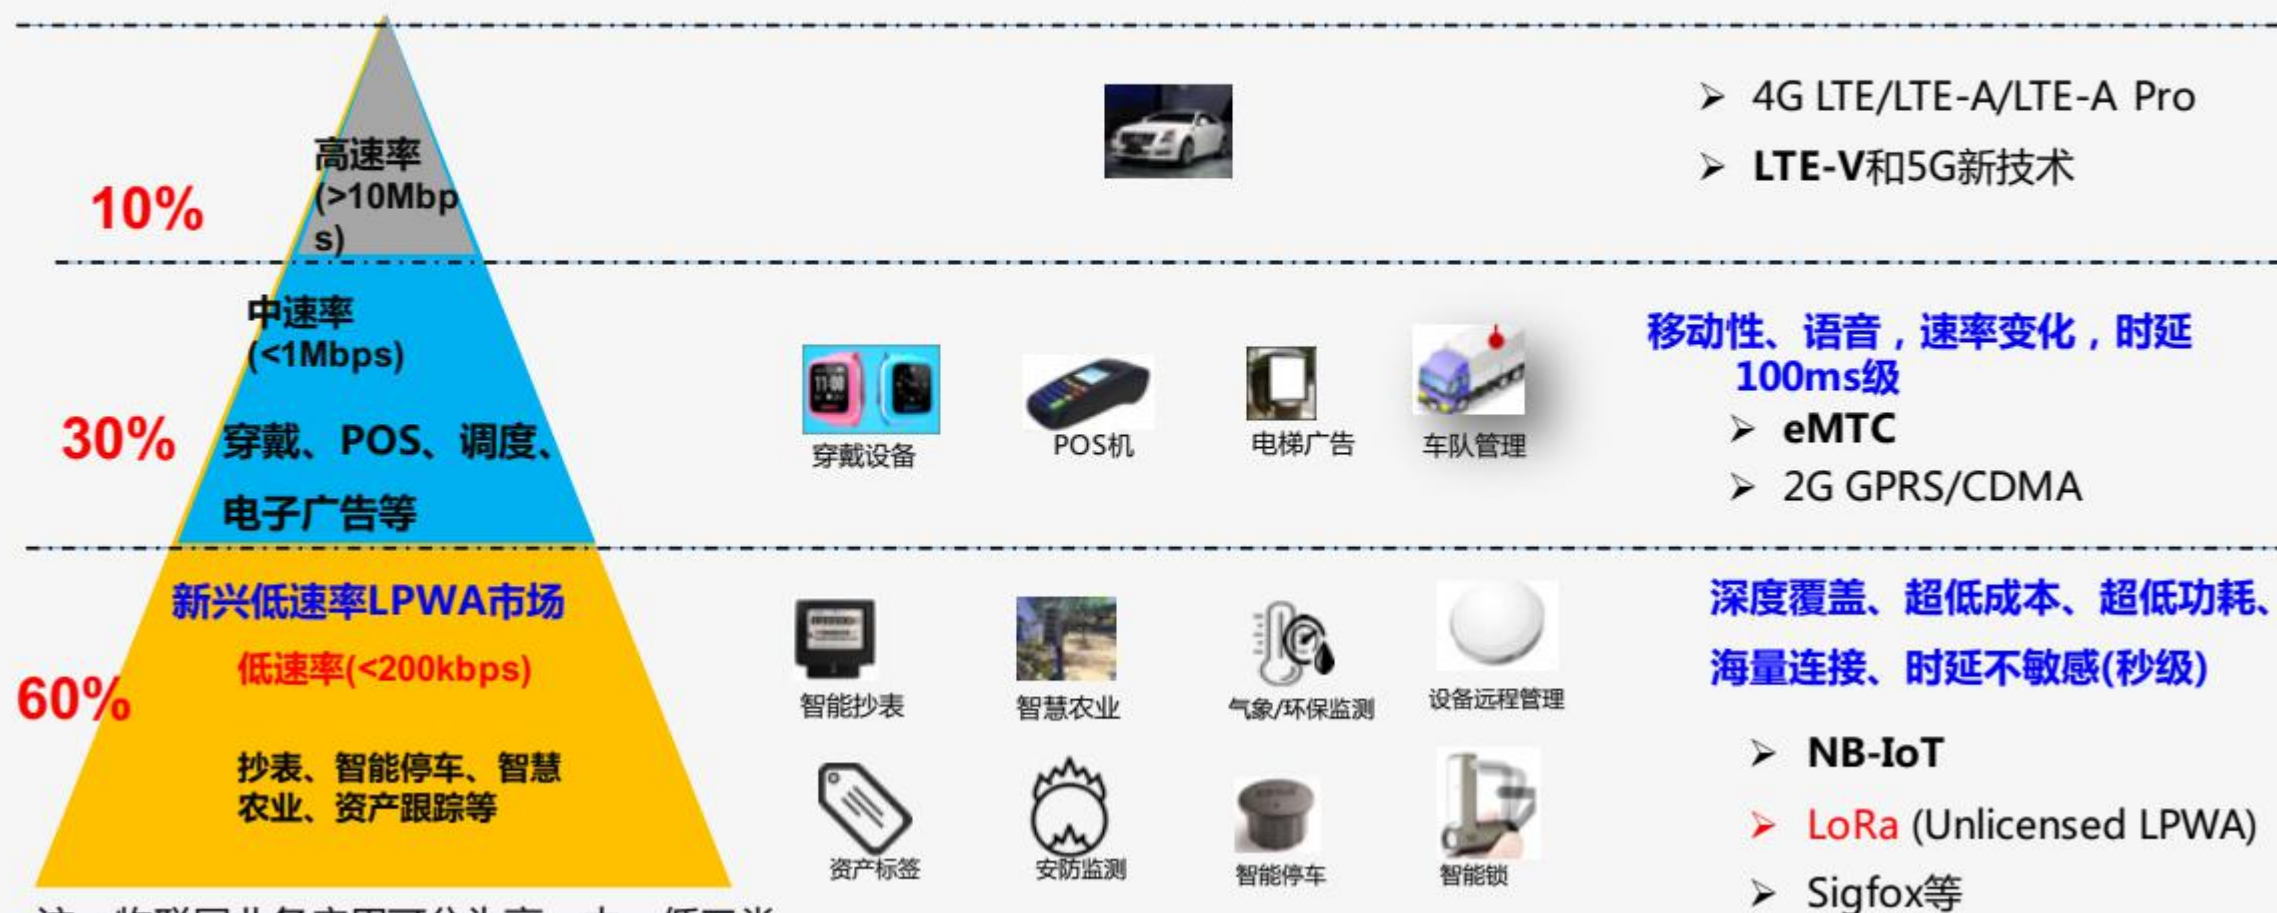 高速率
(>10Mbp
s)
10%
4G LTE/LTE-A/LTE-A Pro
LTE-V和5G新技术
中速率
(<1Mbps)
30%
穿戴、POS、调度、
电子广告等
穿戴设备
POS机
电梯广告
车队管理
移动性、语音，速率变化，时延
100ms级
eMTC
2G GPRS/CDMA
新兴低速率LPWA市场
低速率(<200kbps)
60%
抄表、智能停车、智慧
农业、资产跟踪等
智能抄表
智慧农业
气象/环保监测
设备远程管理
资产标签
安防监测
智能停车
智能锁
深度覆盖、超低成本、超低功耗、
海量连接、时延不敏感(秒级)
NB-IoT
LoRa (Unlicensed LPWA)
Sigfox等